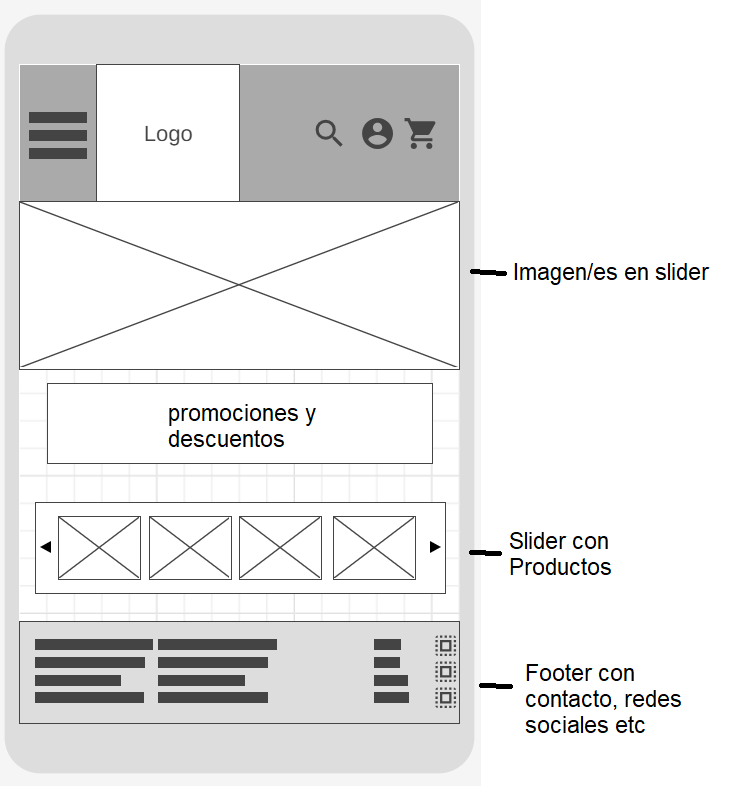 Logo
Imagen/es en slider
promociones y
descuentos
Slider con
Productos
Footer con
contacto, redes
sociales etc